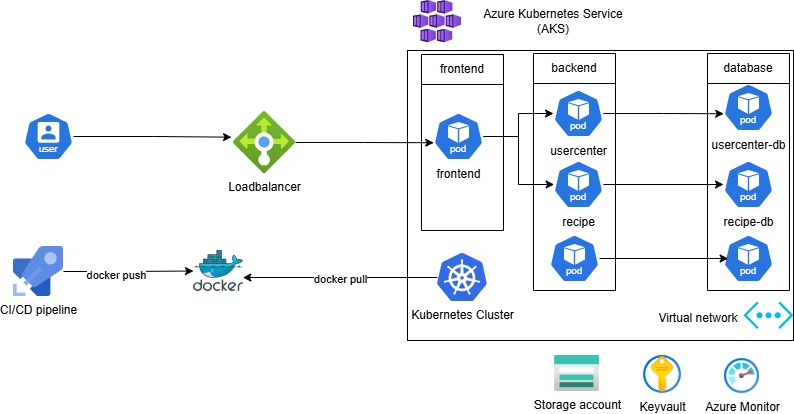 Azure Kubernetes Service
(AKS)
frontend
backend
database
user
Loadbalancer
pod
frontend
pod
usercenter
pod
usercenter-db
pod
recipe
pod
recipe-db
pod
pod
CI/CD pipeline
docker push
docker
docker pull
Kubernetes Cluster
Virtual network
Storage account
Keyvault
Azure Monitor